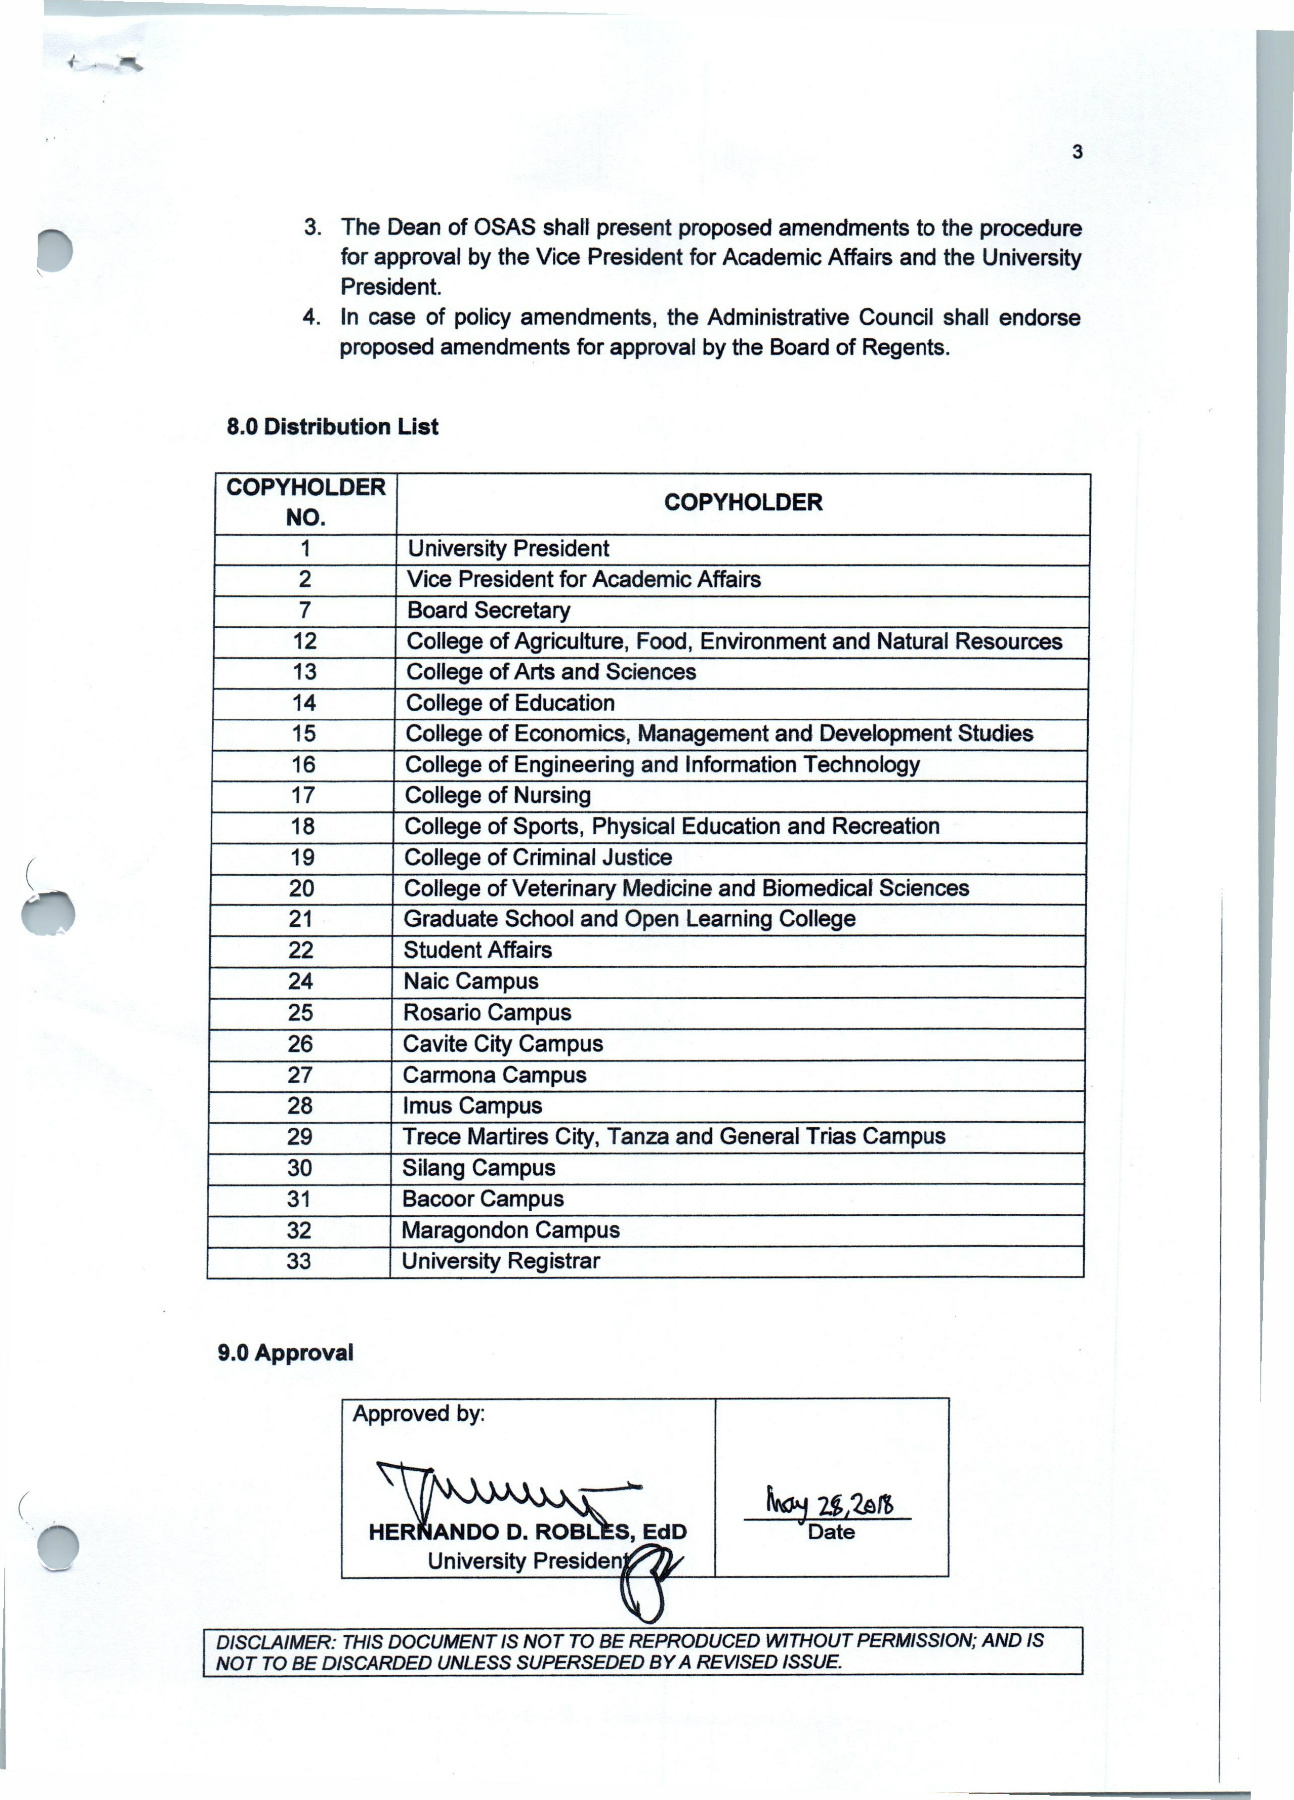 3
3. The Dean of OSAS shall present proposed amendments to the procedure
for approval by the Vice President for Academic Affairs and the University
President.
4. In case of policy amendments, the Administrative Council shall endorse
proposed amendments for approval by the Board of Regents.
8.0 Distribution List
COPYHOLDER NO. COPYHOLDER
1 University President
2 Vice President for Academic Affairs
7 Board Secretary
12 College of Agriculture, Food, Environment and Natural Resources
13 College of Arts and Sciences
14 College of Education
15 College of Economics, Management and Development Studies
16 College of Engineering and Information Technology
17 College of Nursing
18 College of Sports, Physical Education and Recreation
19 College of Criminal Justice
20 College of Veterinary Medicine and Biomedical Sciences
21 Graduate School and Open Learning College
22 Student Affairs
24 Naic Campus
25 Rosario Campus
26 Cavite City Campus
27 Carmona Campus
28 Imus Campus
29 Trece Martires City, Tanza and General Trias Campus
30 Silang Campus
31 Bacoor Campus
32 Maragondon Campus
33 University Registrar
9.0 Approval
Approved by:
HERNANDO D. ROBLES, EdD
University President
May 28, 2018
Date
DISCLAIMER: THIS DOCUMENT IS NOT TO BE REPRODUCED WITHOUT PERMISSION; AND IS
NOT TO BE DISCARDED UNLESS SUPERSEDED BY A REVISED ISSUE.